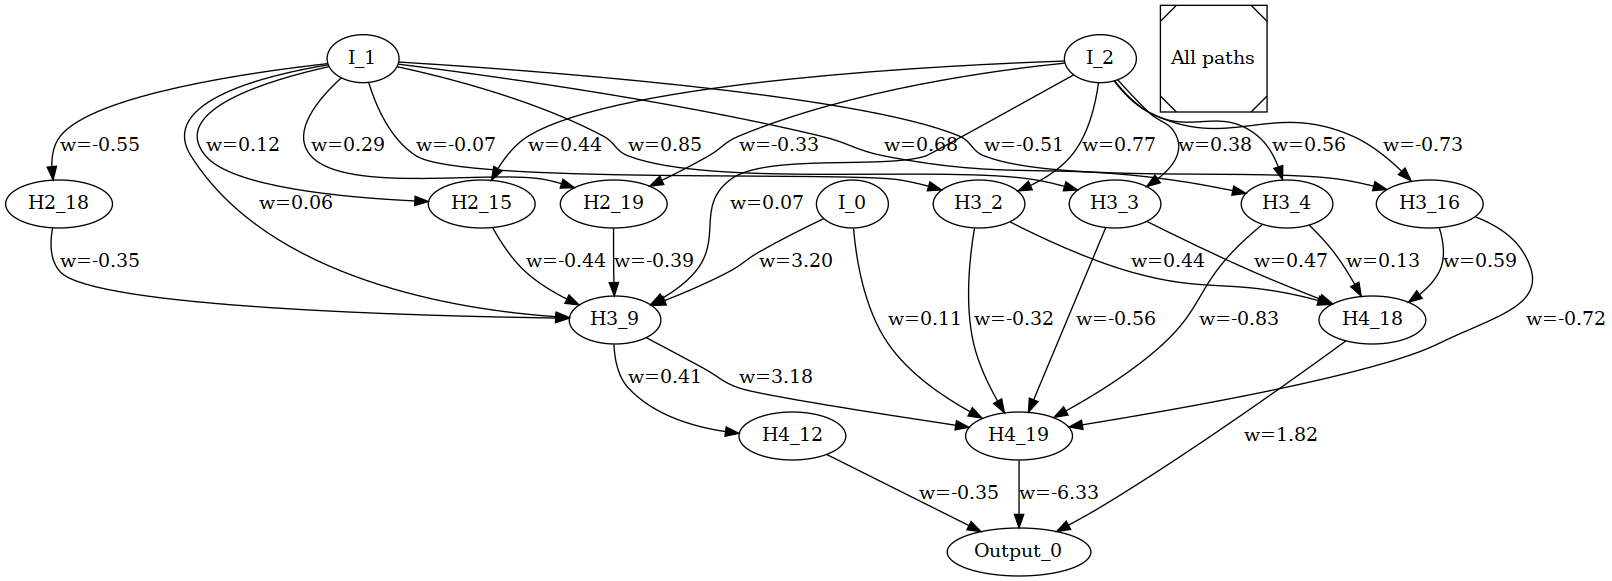 I_1
I_2
All paths
w=-0.55
w=0.12
w=0.29
w=-0.07
w=0.44
w=0.85
w=-0.33
w=0.68
w=-0.51
w=0.77
w=0.38
w=0.56
w=-0.73
H2_18
w=0.06
H2_15
H2_19
w=0.07
I_0
H3_2
H3_3
H3_4
H3_16
w=-0.35
w=-0.44
w=-0.39
w=3.20
w=0.44
w=0.47
w=0.13
w=0.59
H3_9
w=0.11
w=-0.32
w=-0.56
w=-0.83
H4_18
w=-0.72
w=0.41
w=3.18
H4_12
H4_19
w=1.82
w=-0.35
w=-6.33
Output_0